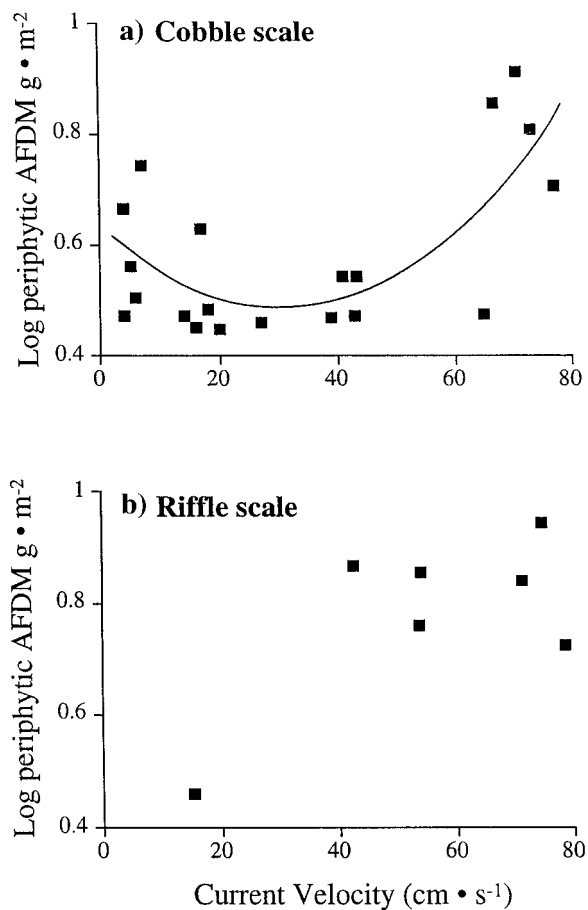 a) Cobble scale
Log periphytic AFDM g • m-2
1
0.8
0.6
0.4
0 20 40 60 80
b) Riffle scale
Log periphytic AFDM g • m-2
1
0.8
0.6
0.4
0 20 40 60 80
Current Velocity (cm • s-1)